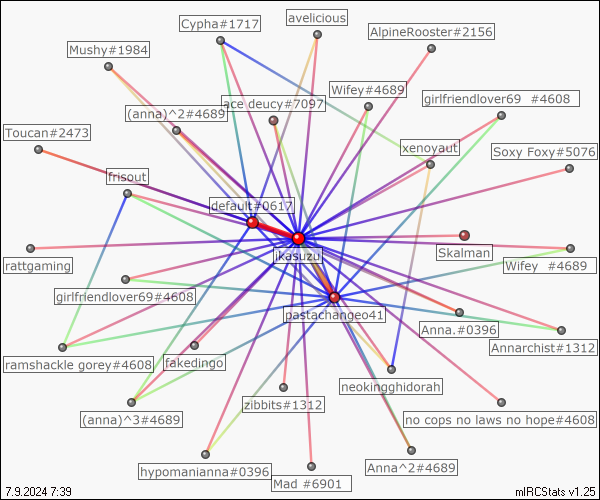 avelicious
Cypha#1717
AlpineRooster#2156
Mushy#1984
Wifey#4689
girlfriendlover69 #4608
ace deucy#7097
(anna)^2#4689
Toucan#2473
xenoyaut
Soxy Foxy#5076
frisout
default#0617
jkasuzu
Skalman
rattgaming
Wifey #4689
girlfriendlover69#4608
pastachangeo41
Anna.#0396
Annarchist#1312
ramshackle gorey#4608
fakedingo
neokingghidorah
zibbits#1312
(anna)^3#4689
no cops no laws no hope#4608
hypomanianna#0396
Anna^2#4689
Mad #6901
7.9.2024 7:39
mIRCStats v1.25